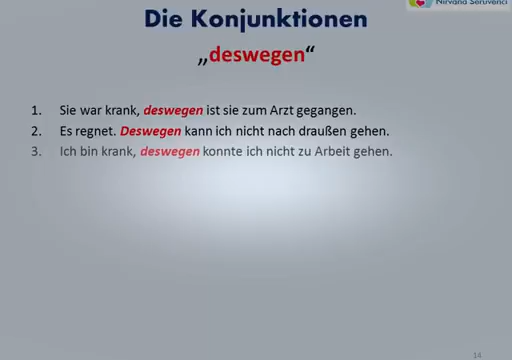 Nirvana Serüvenci
Die Konjunktionen
„deswegen“
1. Sie war krank, deswegen ist sie zum Arzt gegangen.
2. Es regnet. Deswegen kann ich nicht nach draußen gehen.
3. Ich bin krank, deswegen konnte ich nicht zu Arbeit gehen.
14